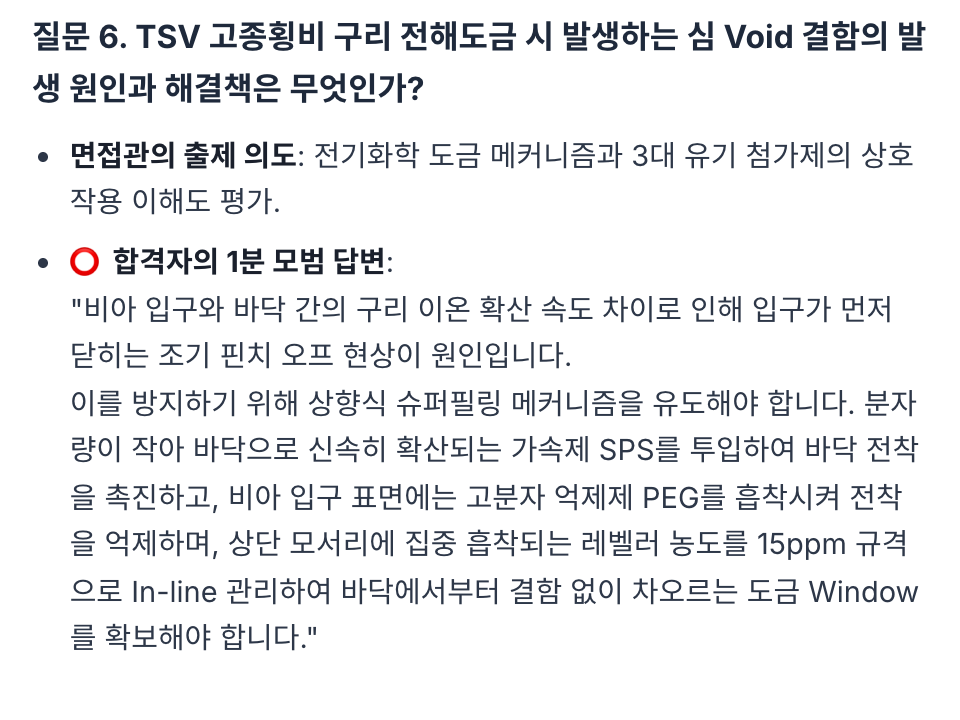 질문 6. TSV 고종횡비 구리 전해도금 시 발생하는 심 Void 결함의 발
생 원인과 해결책은 무엇인가?
• 면접관의 출제 의도: 전기화학 도금 메커니즘과 3대 유기 첨가제의 상호
작용 이해도 평가.
• ⭕ 합격자의 1분 모범 답변:
"비아 입구와 바닥 간의 구리 이온 확산 속도 차이로 인해 입구가 먼저
닫히는 조기 핀치 오프 현상이 원인입니다.
이를 방지하기 위해 상향식 슈퍼필링 메커니즘을 유도해야 합니다. 분자
량이 작아 바닥으로 신속히 확산되는 가속제 SPS를 투입하여 바닥 전착
을 촉진하고, 비아 입구 표면에는 고분자 억제제 PEG를 흡착시켜 전착
을 억제하며, 상단 모서리에 집중 흡착되는 레벨러 농도를 15ppm 규격
으로 In-line 관리하여 바닥에서부터 결함 없이 차오르는 도금 Window
를 확보해야 합니다."